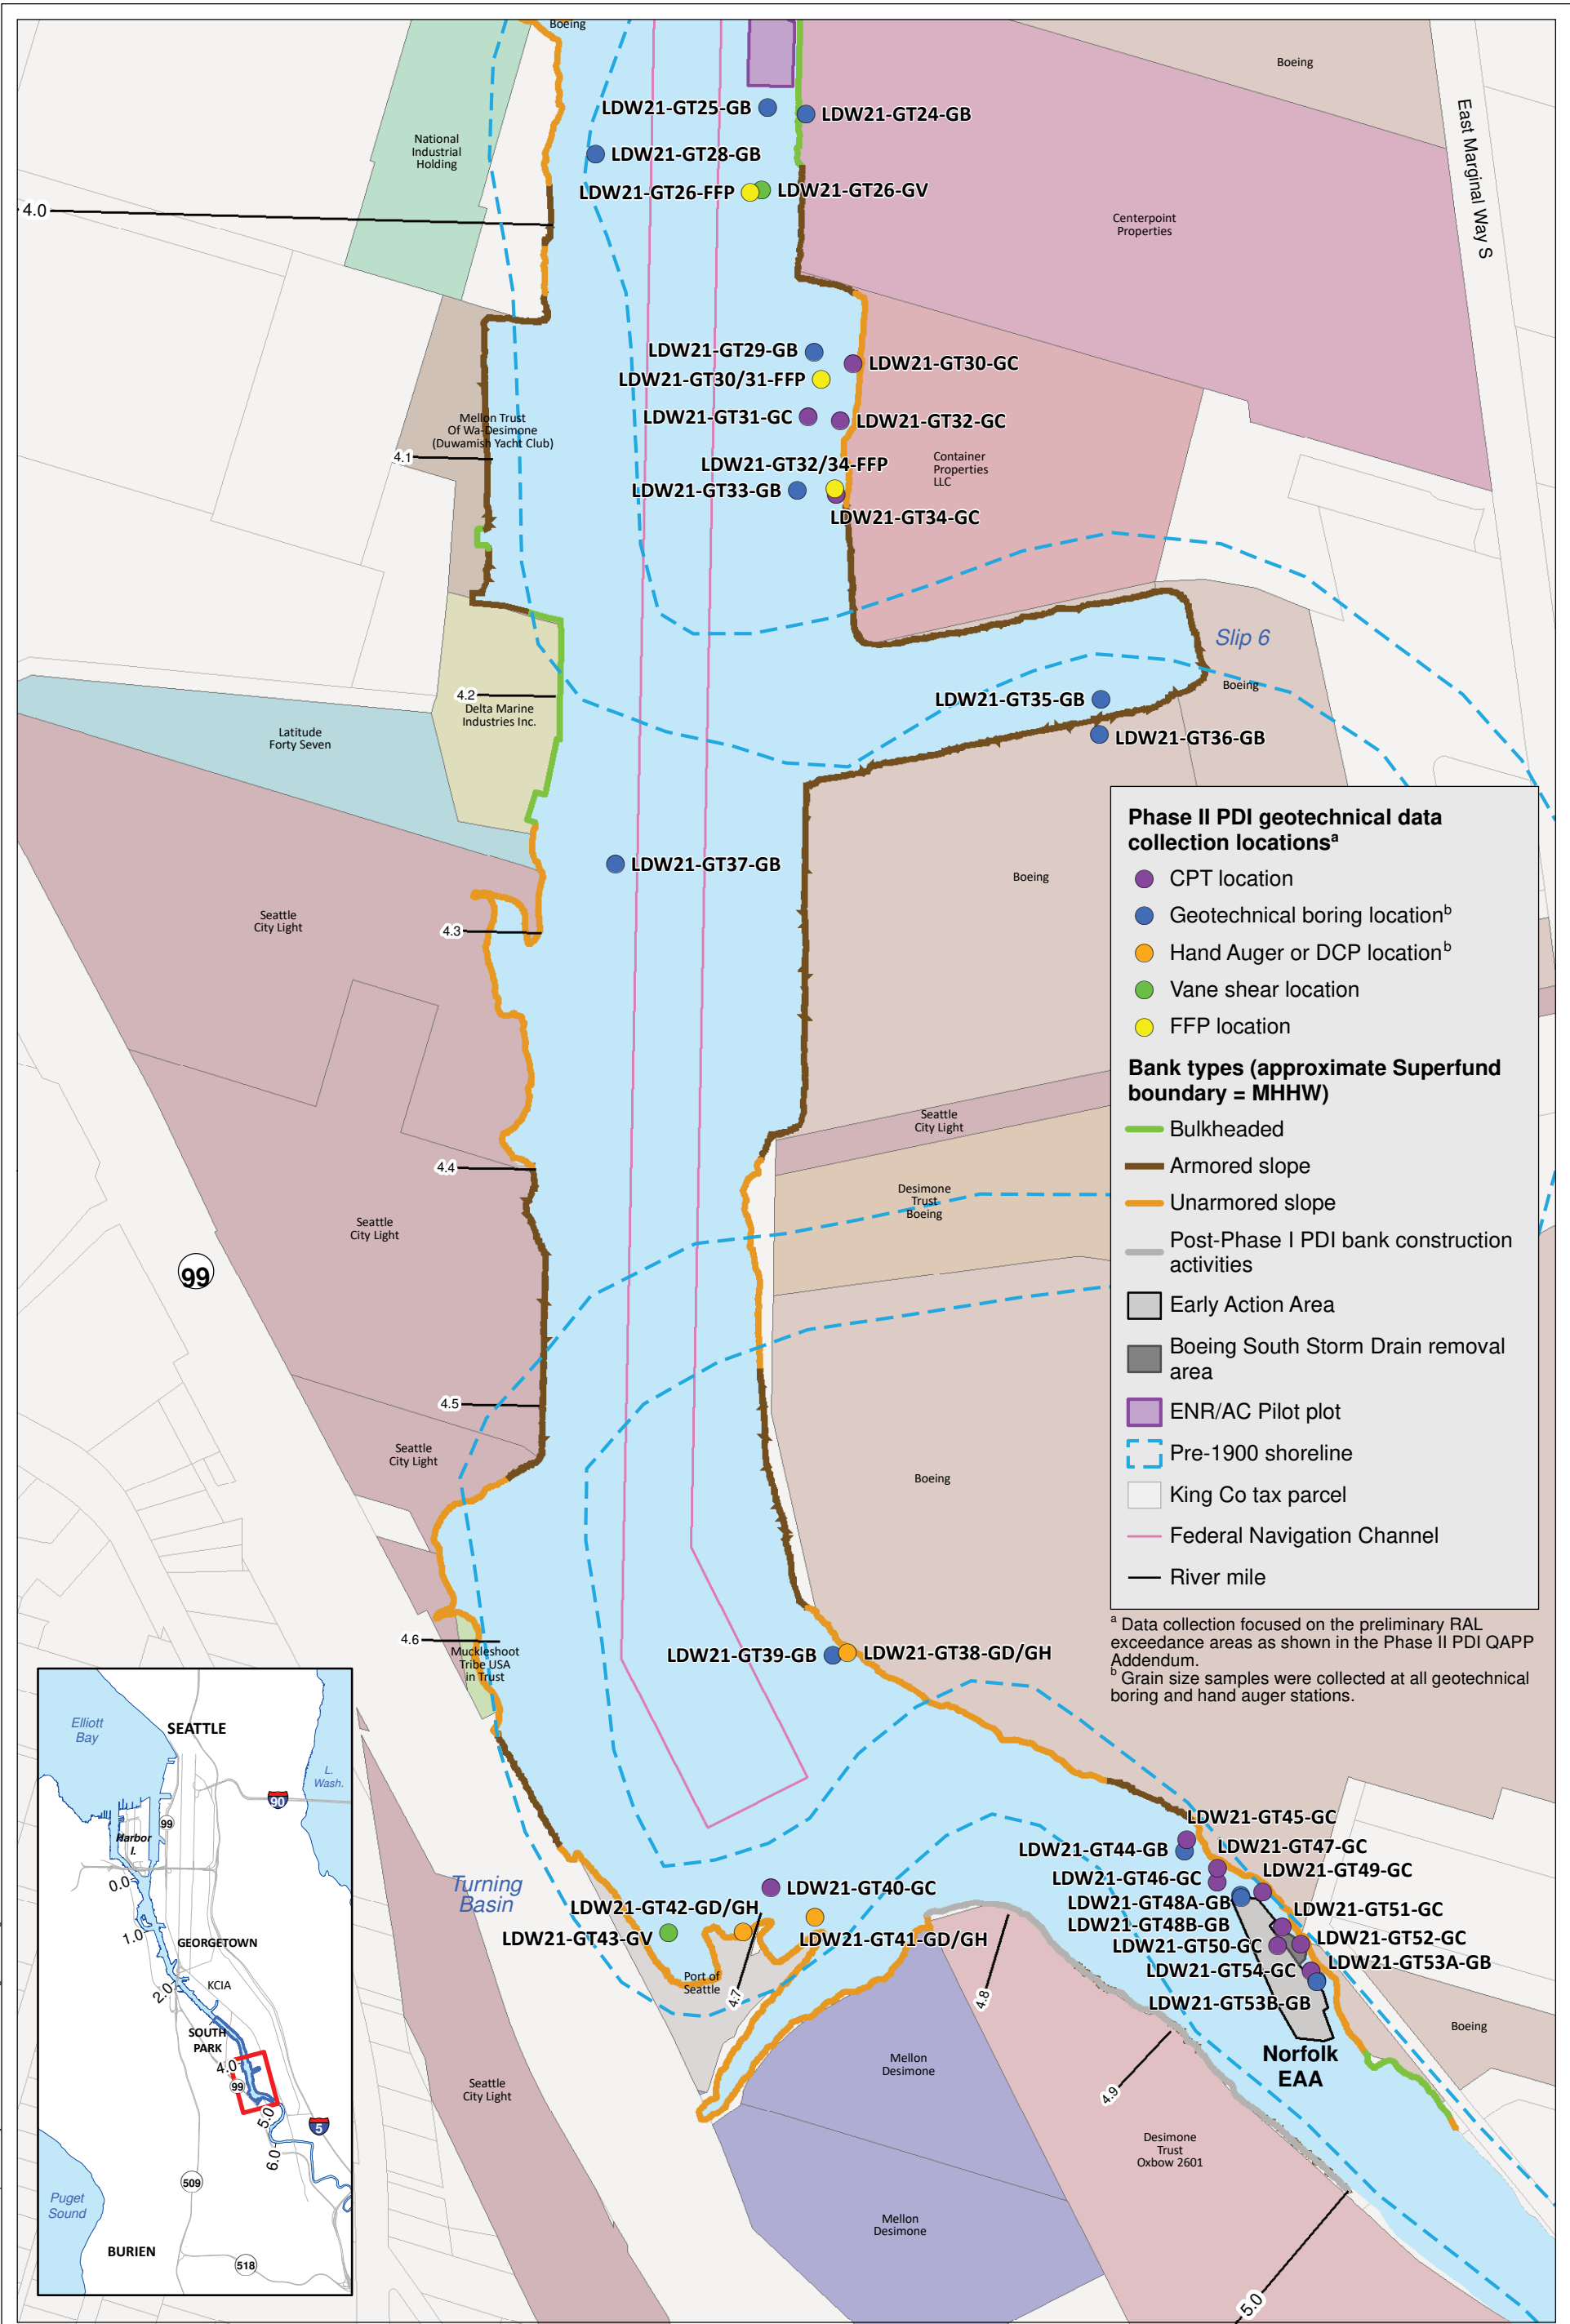 Boeing
Boeing
East Marginal Way S
LDW21-GT25-GB
LDW21-GT24-GB
National
Industrial
Holding
LDW21-GT28-GB
LDW21-GT26-FFP
LDW21-GT26-GV
4.0
Centerpoint
Properties
LDW21-GT29-GB
LDW21-GT30-GC
LDW21-GT30/31-FFP
LDW21-GT31-GC
LDW21-GT32-GC
Mellon Trust
Of Wa-Desimone
(Duwamish Yacht Club)
4.1
LDW21-GT32/34-FFP
Container
Properties
LLC
LDW21-GT33-GB
LDW21-GT34-GC
Slip 6
Boeing
4.2
Delta Marine
Industries Inc.
LDW21-GT35-GB
LDW21-GT36-GB
Latitude
Forty Seven
LDW21-GT37-GB
Boeing
Seattle
City Light
4.3
Seattle
City Light
4.4
Desimone
Trust
Boeing
Seattle
City Light
99
4.5
Seattle
City Light
Boeing
4.6
Muckleshoot
Tribe USA
in Trust
LDW21-GT39-GB
LDW21-GT38-GD/GH
Phase II PDI geotechnical data
collection locationsa
CPT location
Geotechnical boring locationb
Hand Auger or DCP locationb
Vane shear location
FFP location
Bank types (approximate Superfund
boundary = MHHW)
Bulkheaded
Armored slope
Unarmored slope
Post-Phase I PDI bank construction
activities
Early Action Area
Boeing South Storm Drain removal
area
ENR/AC Pilot plot
Pre-1900 shoreline
King Co tax parcel
Federal Navigation Channel
River mile
a Data collection focused on the preliminary RAL
exceedance areas as shown in the Phase II PDI QAPP
Addendum.
b Grain size samples were collected at all geotechnical
boring and hand auger stations.
LDW21-GT45-GC
LDW21-GT44-GB
LDW21-GT47-GC
LDW21-GT46-GC
LDW21-GT49-GC
LDW21-GT48A-GB
LDW21-GT48B-GB
LDW21-GT51-GC
LDW21-GT50-GC
LDW21-GT52-GC
LDW21-GT54-GC
LDW21-GT53A-GB
LDW21-GT53B-GB
Norfolk
EAA
Boeing
Turning
Basin
LDW21-GT40-GC
LDW21-GT42-GD/GH
LDW21-GT43-GV
LDW21-GT41-GD/GH
Port of
Seattle
4.7
4.8
4.9
5.0
Mellon
Desimone
Mellon
Desimone
Desimone
Trust
Oxbow 2601
Seattle
City Light
Elliott
Bay
SEATTLE
L.
Wash.
90
99
Harbor
I.
0.0
1.0
GEORGETOWN
KCIA
2.0
SOUTH
PARK
4.0
99
5.0
5
6.0
509
Puget
Sound
BURIEN
518